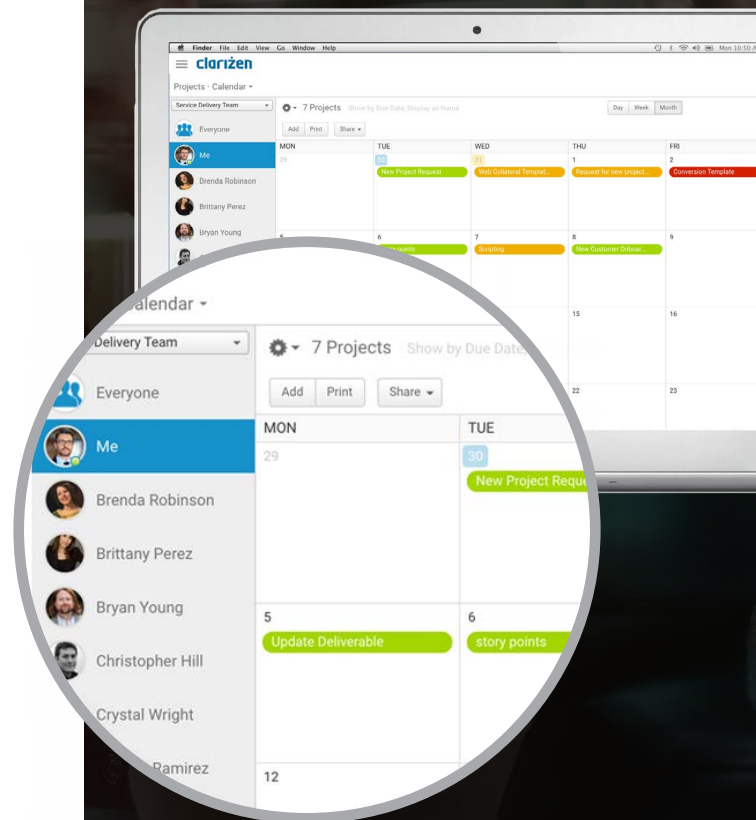 Finder File Edit View Go Window Help
Mon 10:50 A
clarizen
Projects - Calendar
Service Delivery Team
7 Projects Show by Due Date, Display as Name
Day Week Month
Everyone
Add Print Share
Me
Brenda Robinson
Brittany Perez
Bryan Young
MON TUE WED THU FRI
29 30 31 1 2
New Project Request Web Collateral Templat... Request for new project... Conversion Template
5 6 7 8 9
story points Scripting New Customer Onboar...
15 16
22 23
alendar
Delivery Team
7 Projects Show by Due Date,
Everyone
Add Print Share
Me
MON TUE
29 30
New Project Reque
Brenda Robinson
Brittany Perez
Bryan Young
5 6
Update Deliverable story points
Christopher Hill
Crystal Wright
Ramirez
12